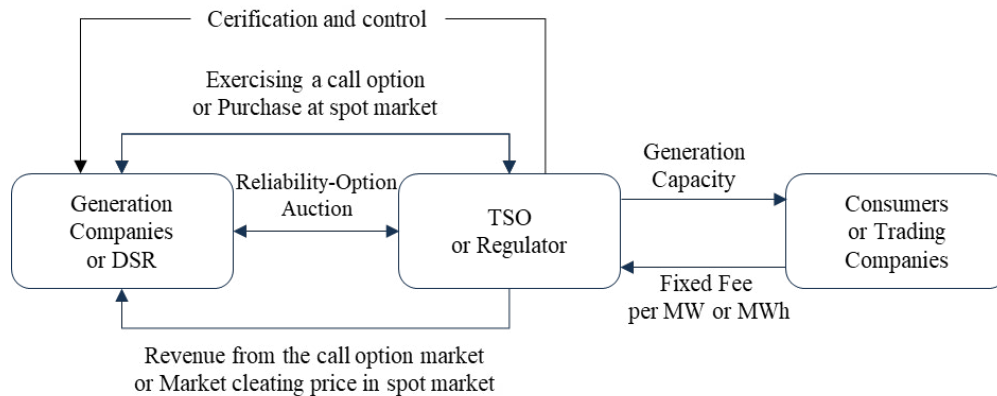 Cerification and control
Exercising a call option
or Purchase at spot market
Generation
Companies
or DSR
Reliability-Option
Auction
TSO
or Regulator
Generation
Capacity
Consumers
or Trading
Companies
Fixed Fee
per MW or MWh
Revenue from the call option market
or Market cleating price in spot market